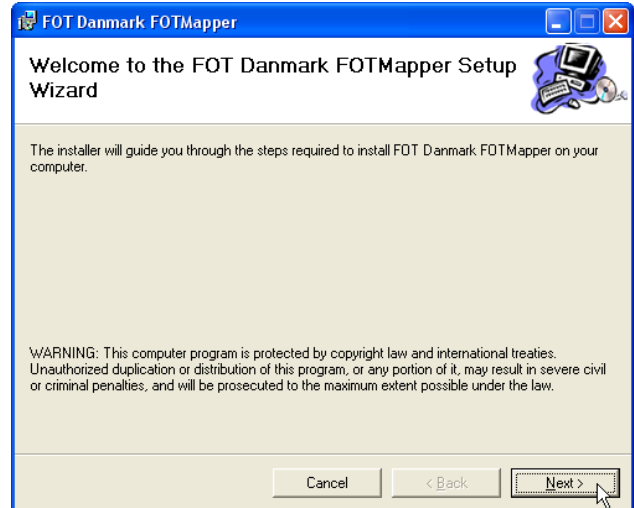 FOT Danmark FOTMapper
Welcome to the FOT Danmark FOTMapper Setup
Wizard
The installer will guide you through the steps required to install FOT Danmark FOTMapper on your
computer.
WARNING: This computer program is protected by copyright law and international treaties.
Unauthorized duplication or distribution of this program, or any portion of it, may result in severe civil
or criminal penalties, and will be prosecuted to the maximum extent possible under the law.
Cancel
< Back
Next >